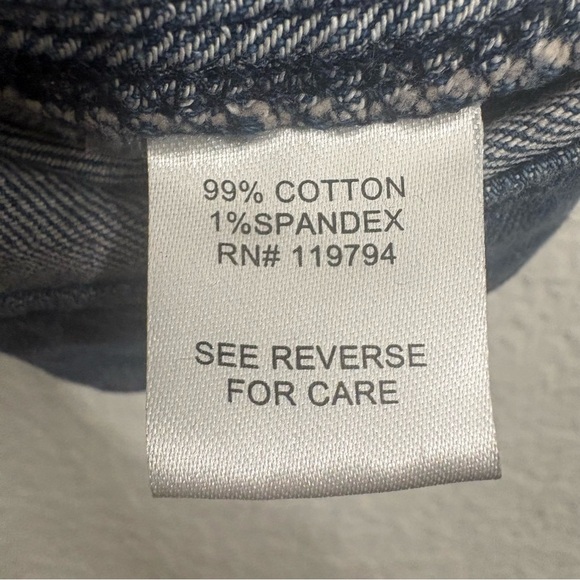 99% COTTON
1%SPANDEX
RN# 119794
SEE REVERSE
FOR CARE